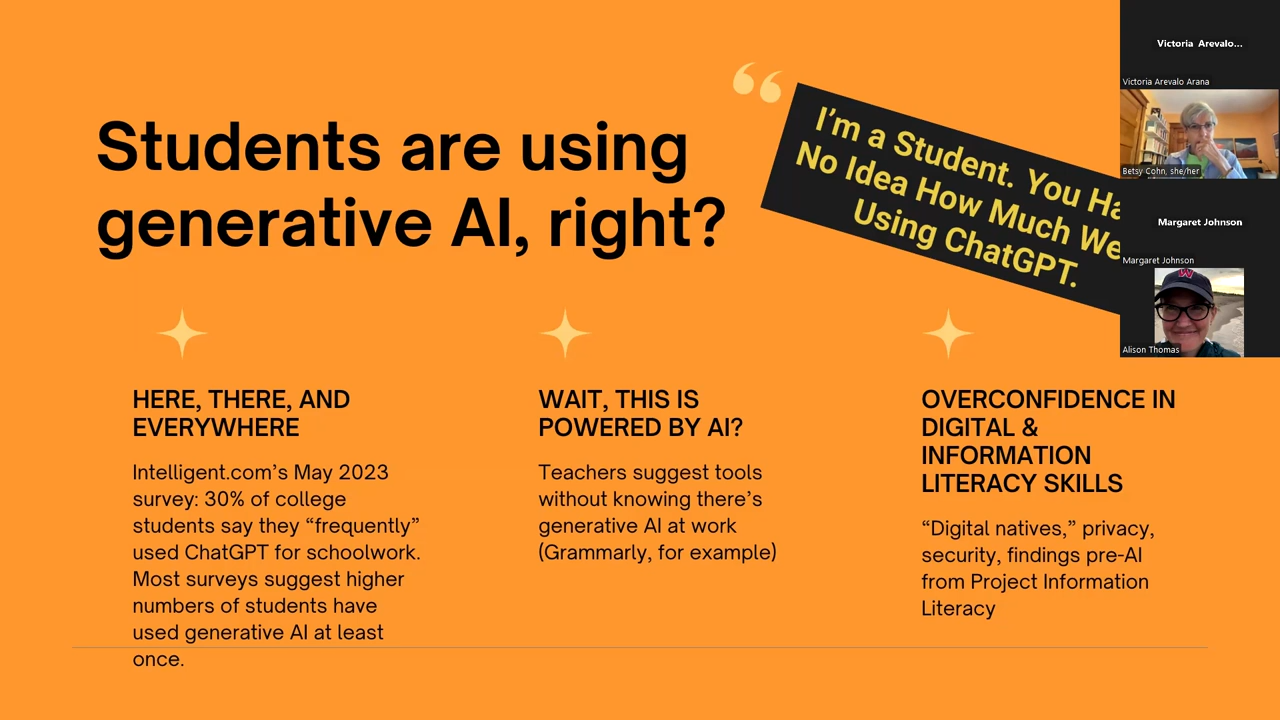 Students are using
generative AI, right?
“
I’m a Student. You Ha
No Idea How Much We
Using ChatGPT.
HERE, THERE, AND
EVERYWHERE
Intelligent.com’s May 2023
survey: 30% of college
students say they “frequently”
used ChatGPT for schoolwork.
Most surveys suggest higher
numbers of students have
used generative AI at least
once.
WAIT, THIS IS
POWERED BY AI?
Teachers suggest tools
without knowing there’s
generative AI at work
(Grammarly, for example)
OVERCONFIDENCE IN
DIGITAL &
INFORMATION
LITERACY SKILLS
“Digital natives,” privacy,
security, findings pre-AI
from Project Information
Literacy
Victoria Arevalo...
Victoria Arevalo Arana
Betsy Cohn, she/her
Margaret Johnson
Margaret Johnson
W
Alison Thomas